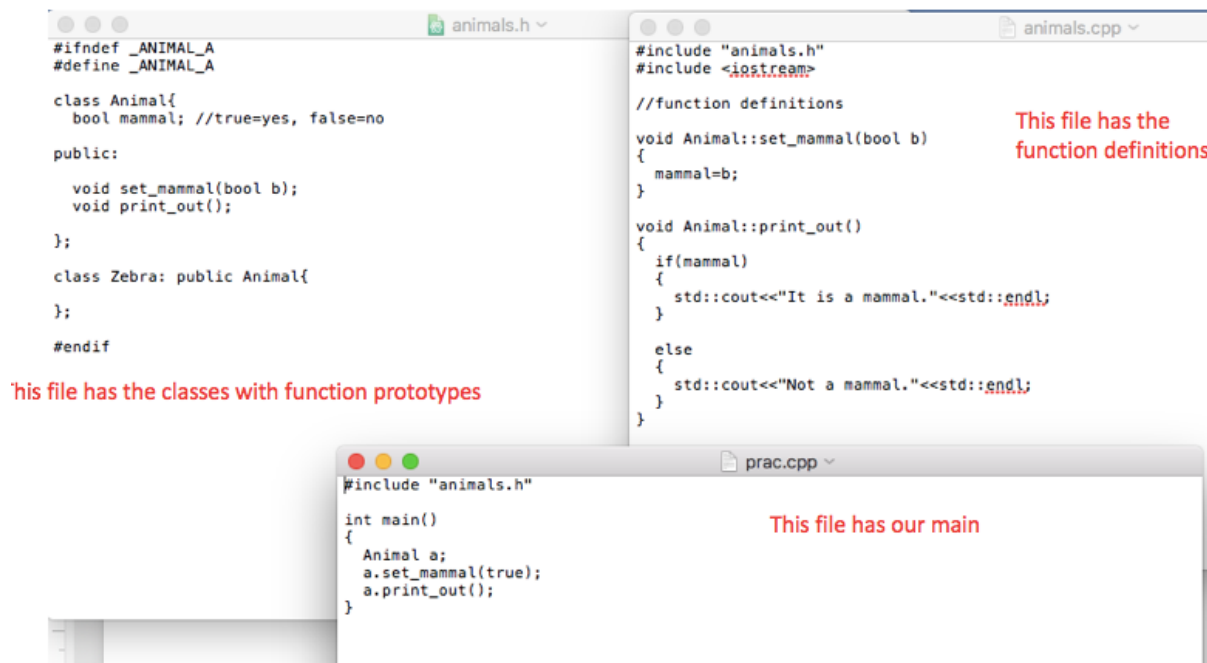 animals.h
#ifndef _ANIMAL_A
#define _ANIMAL_A
class Animal{
bool mammal; //true=yes, false=no
public:
void set_mammal(bool b);
void print_out();
};
class Zebra: public Animal{
};
#endif
his file has the classes with function prototypes
animals.cpp
#include "animals.h"
#include <iostream>
//function definitions
This file has the
function definitions
void Animal::set_mammal(bool b)
{
mammal=b;
}
void Animal::print_out()
{
if(mammal)
{
std::cout<<"It is a mammal."<<std::endl;
}
else
{
std::cout<<"Not a mammal."<<std::endl;
}
}
prac.cpp
#include "animals.h"
This file has our main
int main()
{
Animal a;
a.set_mammal(true);
a.print_out();
}